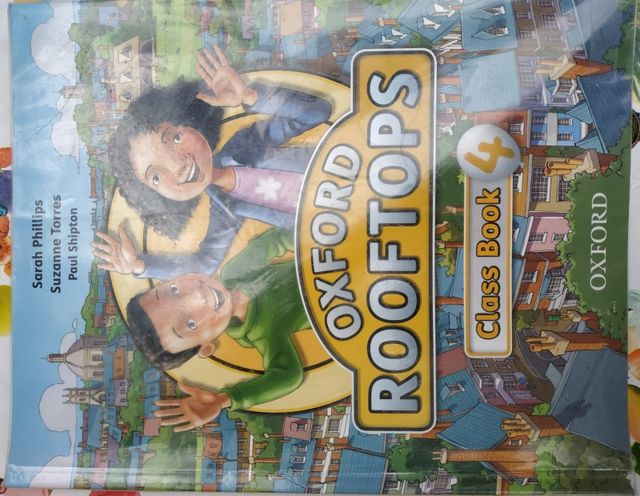 Sarah Phillips
Suzanne Torres
Paul Shipton
OXFORD
ROOFTOPS
Class Book 4
OXFORD